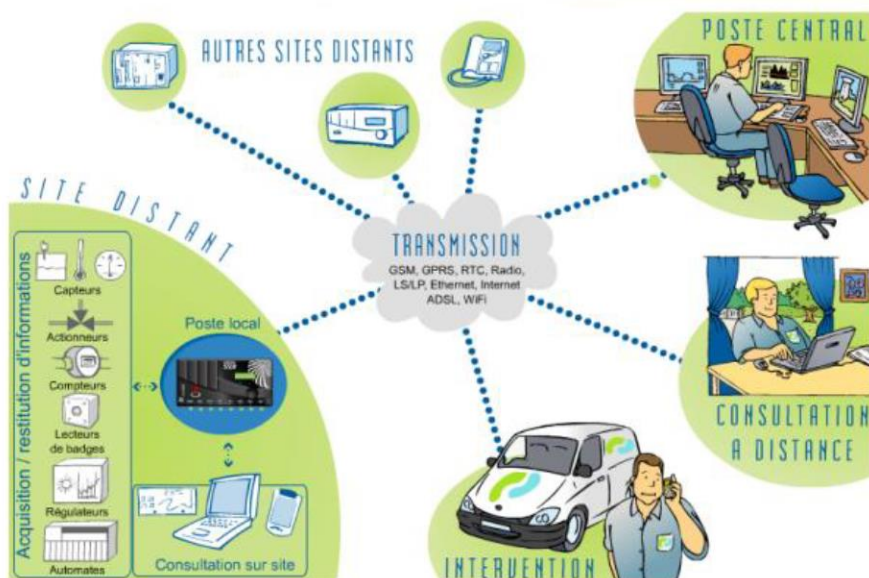 AUTRES SITES DISTANTS
POSTE CENTRAL
SITE DISTANT
TRANSMISSION
GSM, GPRS, RTC, Radio,
LS/LP, Ethernet, Internet
ADSL, WiFi
Acquisition / restitution d'informations
Capteurs
Actionneurs
Compteurs
Lecteurs
de badges
Régulateurs
Automates
Poste local
Consultation sur site
CONSULTATION
A DISTANCE
INTERVENTION